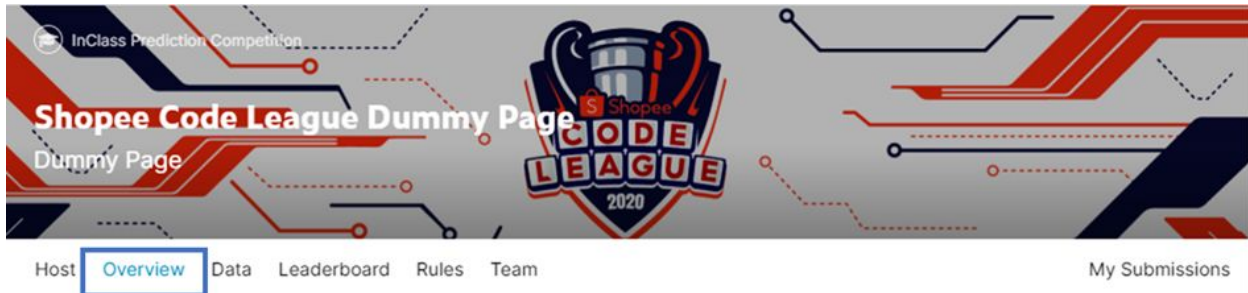 InClass Prediction Competition
Shopee Code League Dummy Page
Dummy Page
S Shopee
CODE
LEAGUE
2020
Host Overview Data Leaderboard Rules Team My Submissions